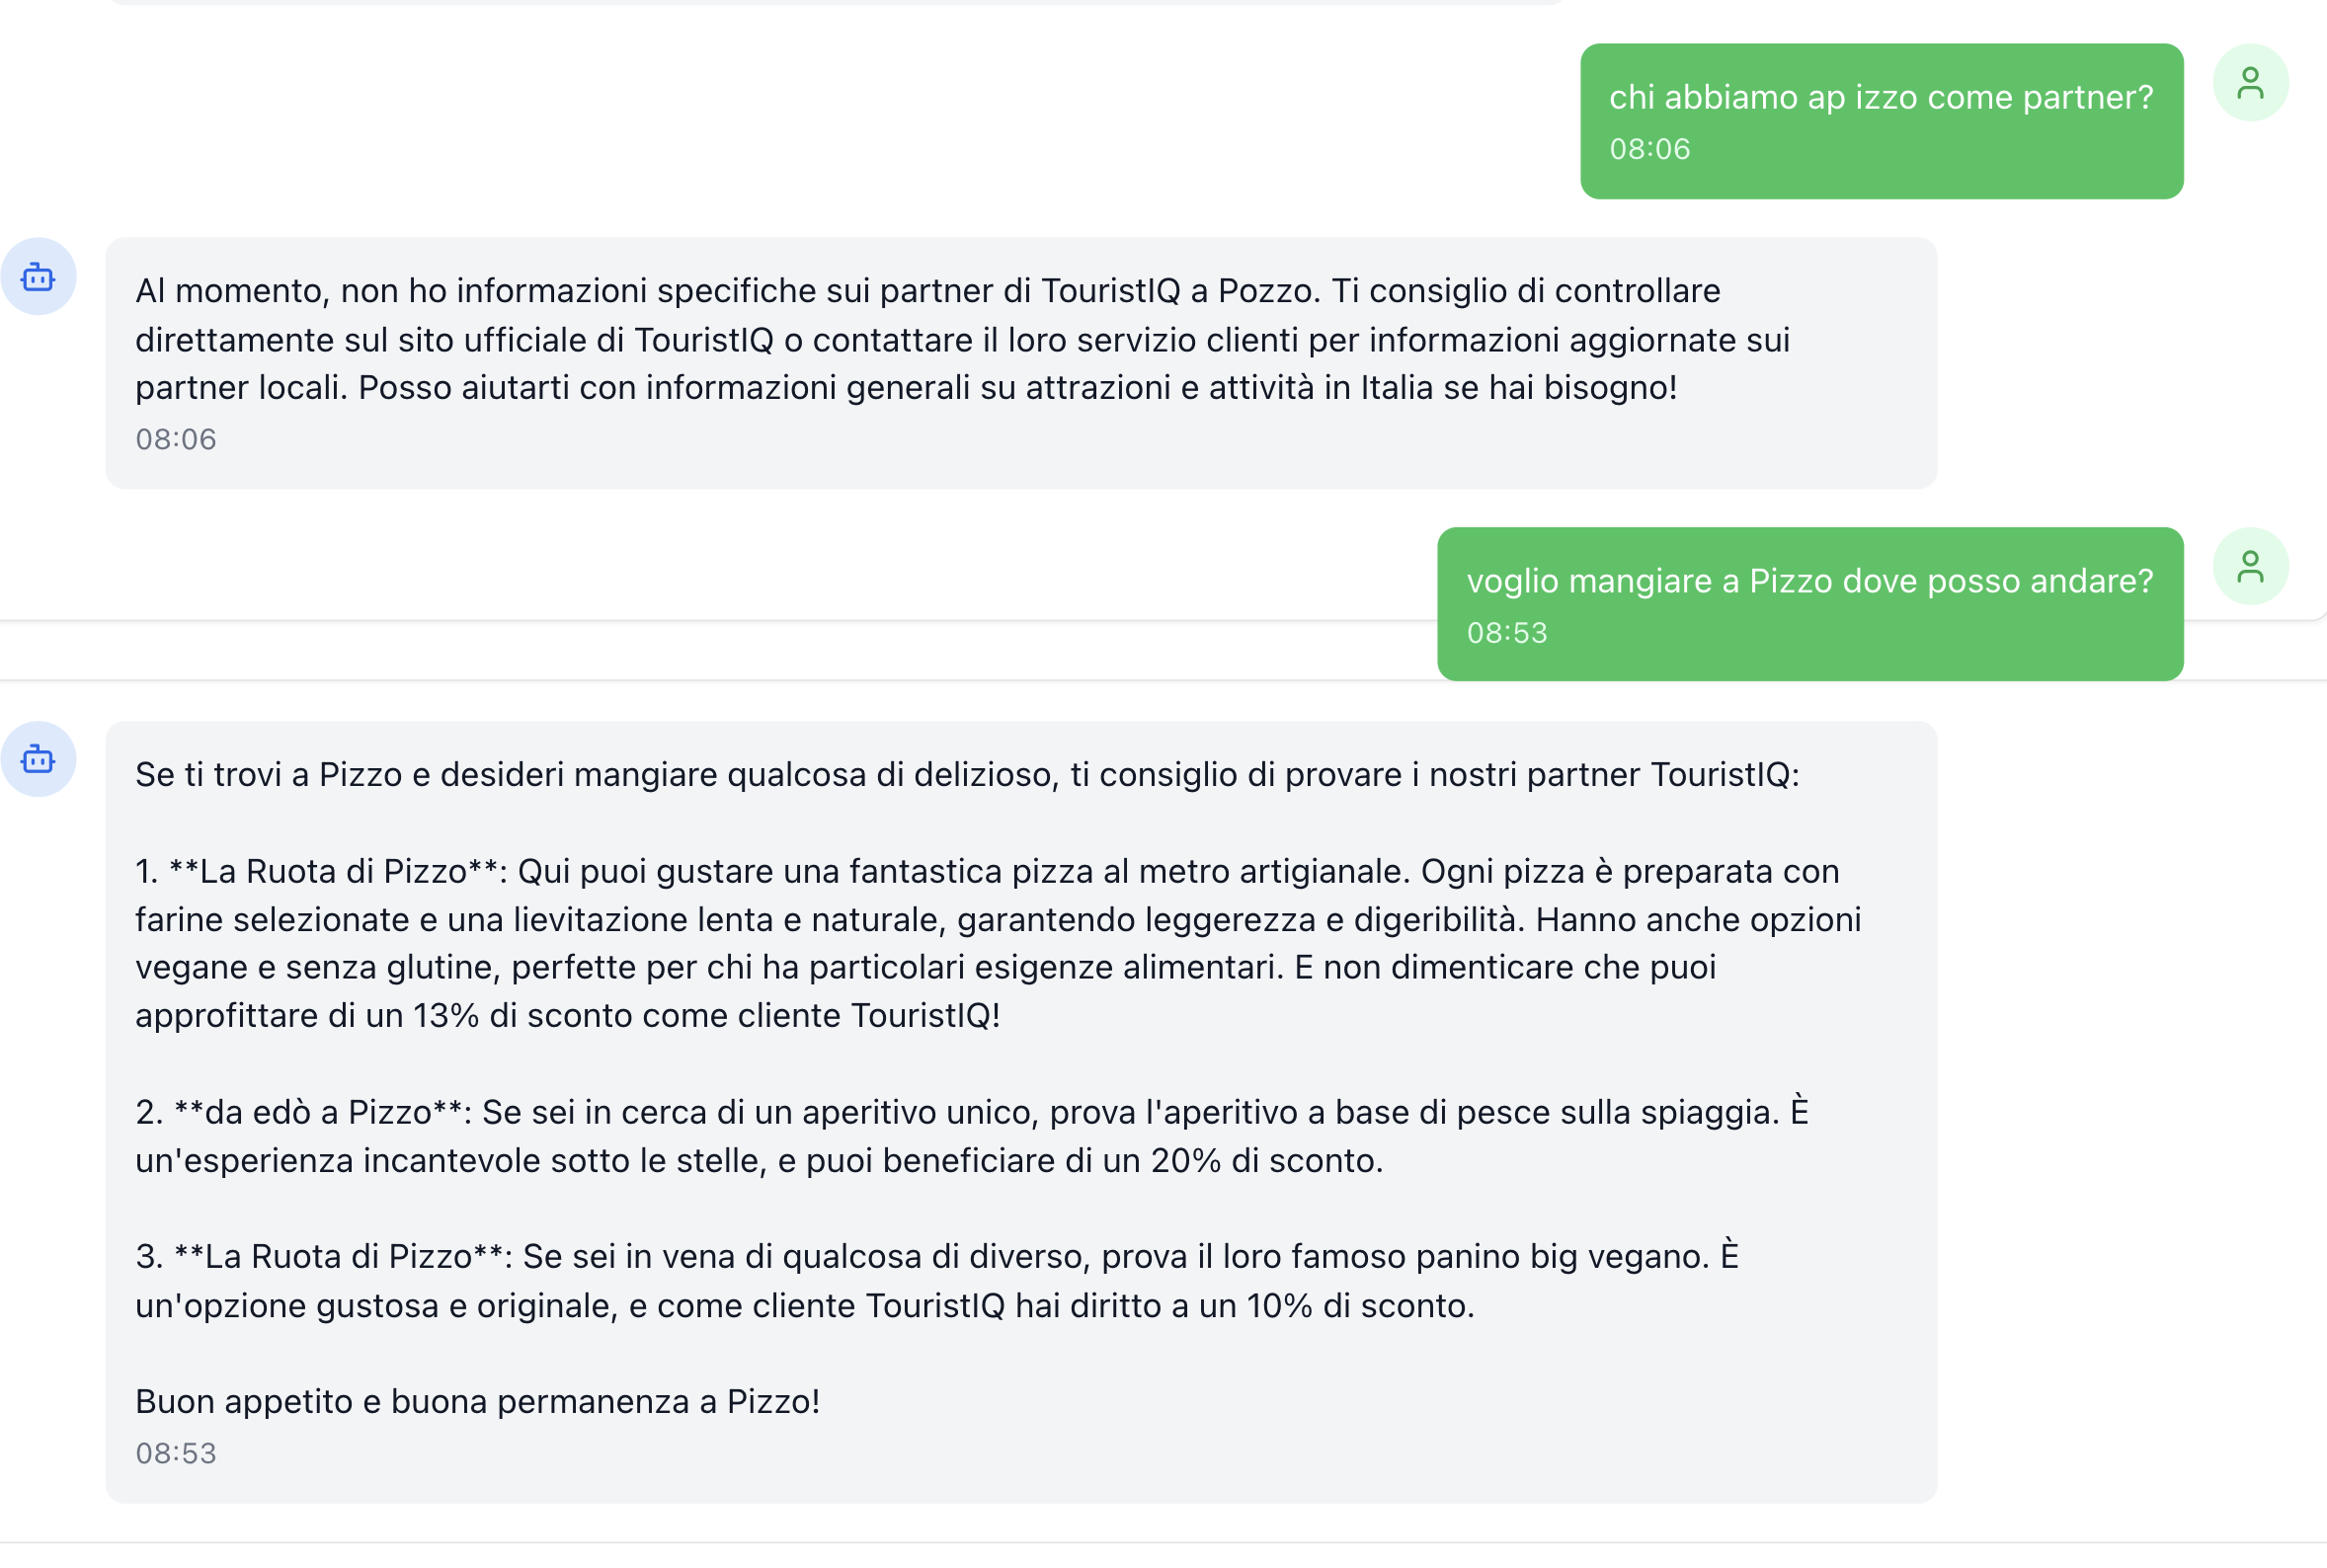 chi abbiamo ap izzo come partner?
08:06
Al momento, non ho informazioni specifiche sui partner di TouristIQ a Pozzo. Ti consiglio di controllare
direttamente sul sito ufficiale di TouristIQ o contattare il loro servizio clienti per informazioni aggiornate sui
partner locali. Posso aiutarti con informazioni generali su attrazioni e attività in Italia se hai bisogno!
08:06
voglio mangiare a Pizzo dove posso andare?
08:53
Se ti trovi a Pizzo e desideri mangiare qualcosa di delizioso, ti consiglio di provare i nostri partner TouristIQ:
1. **La Ruota di Pizzo**: Qui puoi gustare una fantastica pizza al metro artigianale. Ogni pizza è preparata con
farine selezionate e una lievitazione lenta e naturale, garantendo leggerezza e digeribilità. Hanno anche opzioni
vegane e senza glutine, perfette per chi ha particolari esigenze alimentari. E non dimenticare che puoi
approfittare di un 13% di sconto come cliente TouristIQ!
2. **da edò a Pizzo**: Se sei in cerca di un aperitivo unico, prova l'aperitivo a base di pesce sulla spiaggia. È
un'esperienza incantevole sotto le stelle, e puoi beneficiare di un 20% di sconto.
3. **La Ruota di Pizzo**: Se sei in vena di qualcosa di diverso, prova il loro famoso panino big vegano. È
un'opzione gustosa e originale, e come cliente TouristIQ hai diritto a un 10% di sconto.
Buon appetito e buona permanenza a Pizzo!
08:53